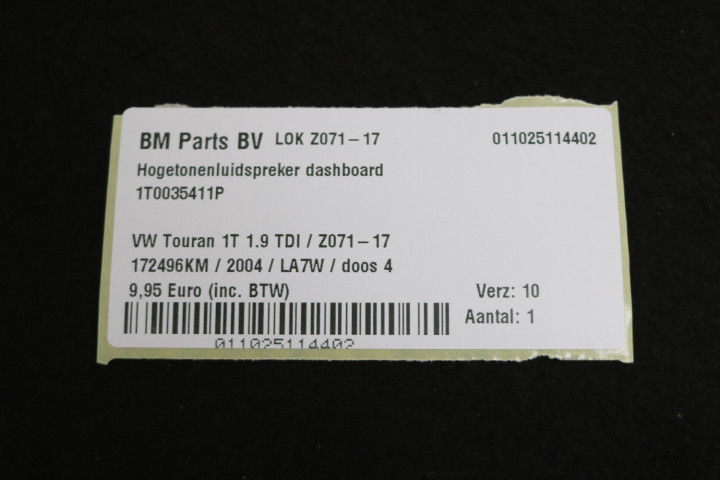 BM Parts BV LOK Z071-17 011025114402
Hogetonenluidspreker dashboard
1T0035411P
VW Touran 1T 1.9 TDI / Z071-17
172496KM / 2004 / LA7W / doos 4
9,95 Euro (inc. BTW) Verz: 10
Aantal: 1
011025114402